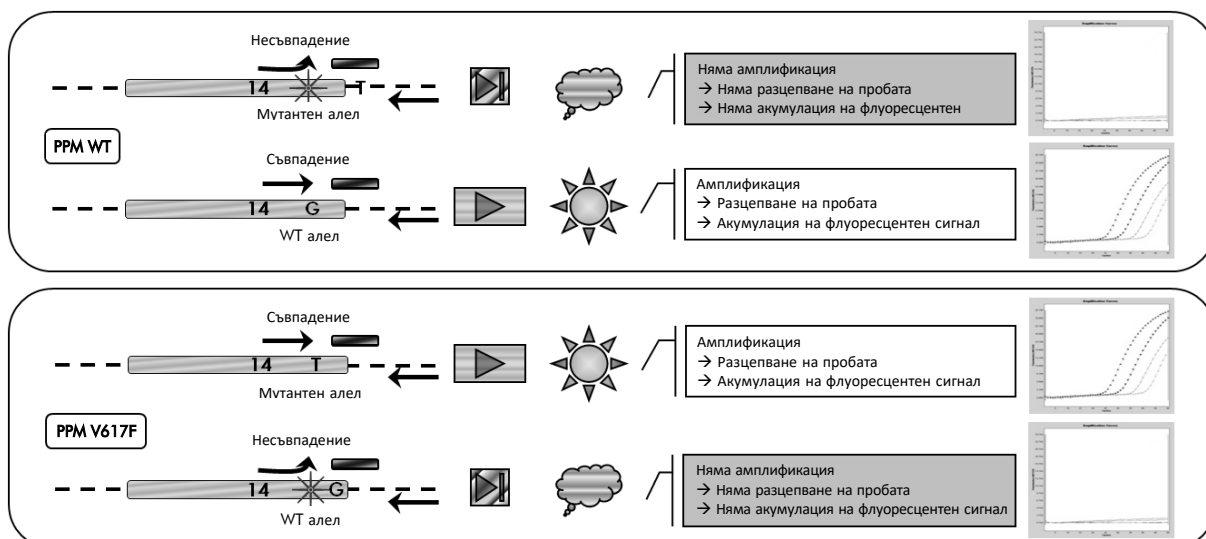 Несъвпадение
14
T
Мутантен алел
Няма амплификация
→ Няма разцепване на пробата
→ Няма акумулация на флуоресцентен
PPM WT
Съвпадение
14 G
WT алел
Амплификация
→ Разцепване на пробата
→ Акумулация на флуоресцентен сигнал
Съвпадение
14 T
Мутантен алел
Амплификация
→ Разцепване на пробата
→ Акумулация на флуоресцентен сигнал
PPM V617F
Несъвпадение
14 G
WT алел
Няма амплификация
→ Няма разцепване на пробата
→ Няма акумулация на флуоресцентен сигнал